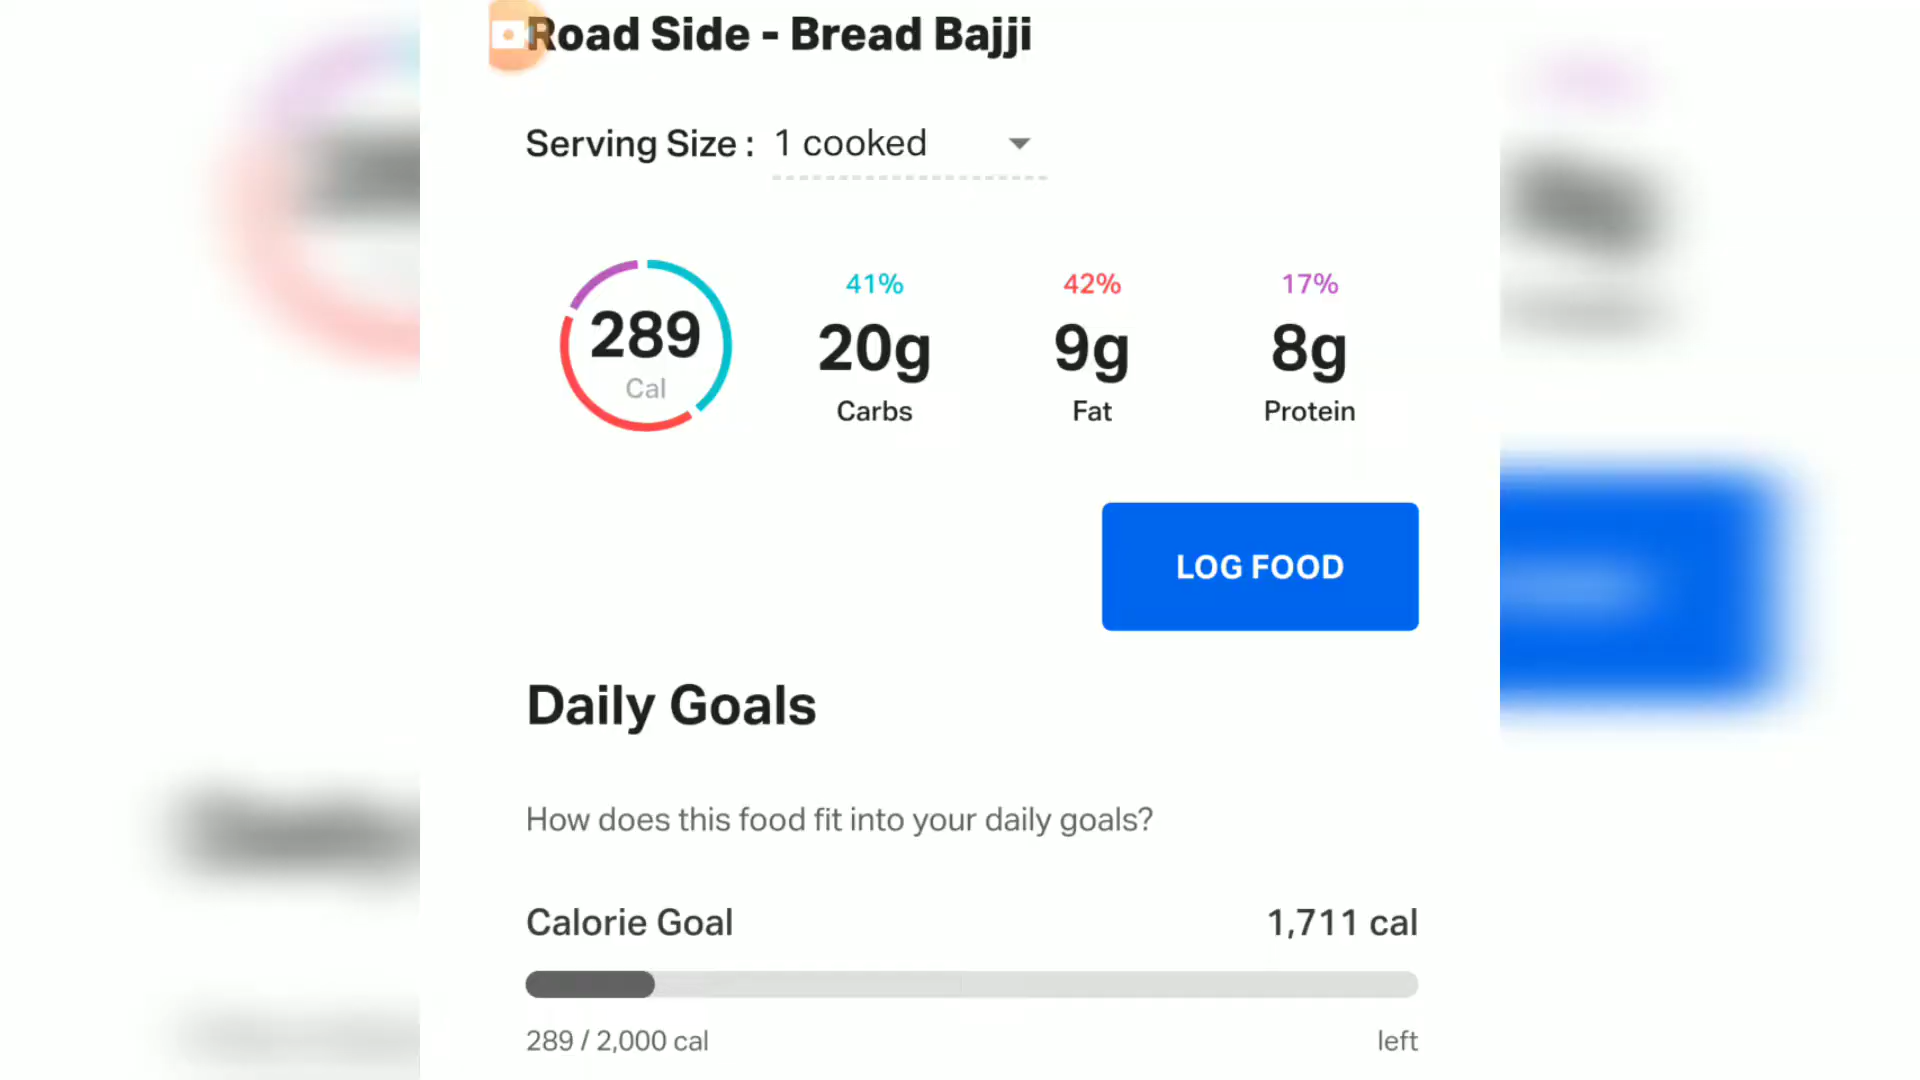 Road Side - Bread Bajji
Serving Size : 1 cooked
289
Cal
41%
20g
Carbs
42%
9g
Fat
17%
8g
Protein
LOG FOOD
Daily Goals
How does this food fit into your daily goals?
Calorie Goal
1,711 cal
289 / 2,000 cal
left